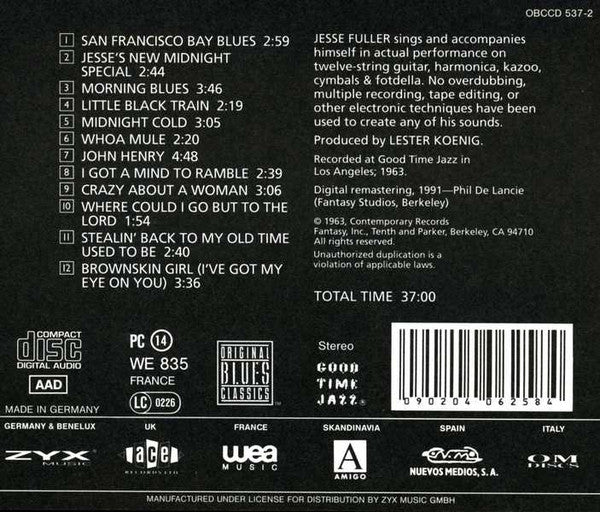 OBCCD 537-2
1 SAN FRANCISCO BAY BLUES 2:59
2 JESSE'S NEW MIDNIGHT
SPECIAL 2:44
3 MORNING BLUES 3:46
4 LITTLE BLACK TRAIN 2:19
5 MIDNIGHT COLD 3:05
6 WHOA MULE 2:20
7 JOHN HENRY 4:48
8 I GOT A MIND TO RAMBLE 2:39
9 CRAZY ABOUT A WOMAN 3:06
10 WHERE COULD I GO BUT TO THE
LORD 1:54
11 STEALIN' BACK TO MY OLD TIME
USED TO BE 2:40
12 BROWNSKIN GIRL (I'VE GOT MY
EYE ON YOU) 3:36
JESSE FULLER sings and accompanies
himself in actual performance on
twelve-string guitar, harmonica, kazoo,
cymbals & fotdella. No overdubbing,
multiple recording, tape editing, or
other electronic techniques have been
used to create any of his sounds.
Produced by LESTER KOENIG.
Recorded at Good Time Jazz in
Los Angeles; 1963.
Digital remastering, 1991—Phil De Lancie
(Fantasy Studios, Berkeley)
© 1963, Contemporary Records
Fantasy, Inc., Tenth and Parker, Berkeley, CA 94710
All rights reserved.
Unauthorized duplication is a
violation of applicable laws.
TOTAL TIME 37:00
COMPACT
disc
DIGITAL AUDIO
AAD
MADE IN GERMANY
PC 14
WE 835
FRANCE
LC 0226
ORIGINAL
BLUES
CLASSICS
Stereo
GOOD
TIME
JAZZ®
090204 062584
GERMANY & BENELUX
UK
FRANCE
SKANDINAVIA
SPAIN
ITALY
ZYX
MUSIC
ace
RECORDS LTD
wea
MUSIC
A
AMIGO
N.M.
NUEVOS MEDIOS, S.A.
OM
DISCS
MANUFACTURED UNDER LICENSE FOR DISTRIBUTION BY ZYX MUSIC GMBH